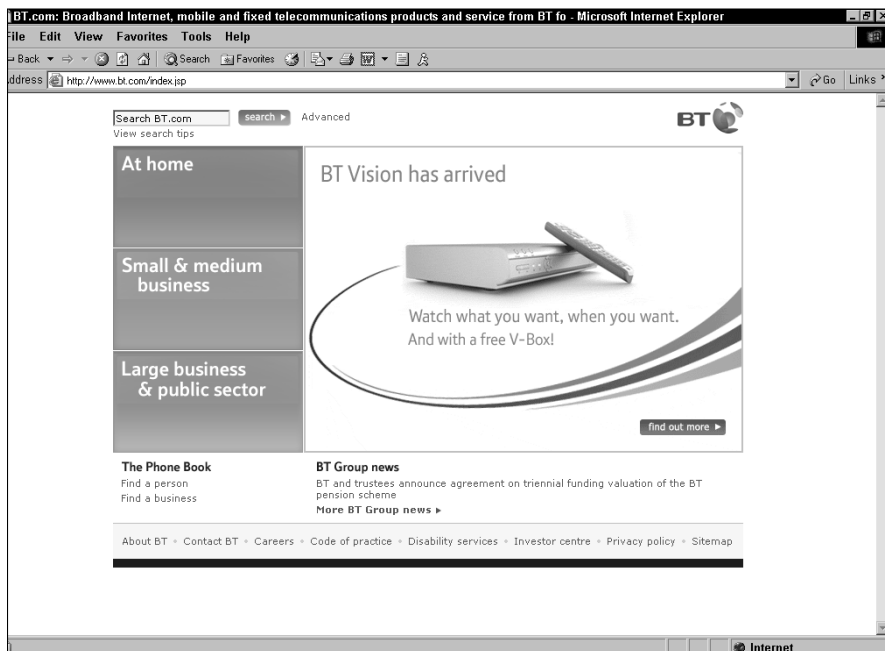 BT.com: Broadband Internet, mobile and fixed telecommunications products and service from BT fo - Microsoft Internet Explorer
File Edit View Favorites Tools Help
Back Search Favorites
Address http://www.bt.com/index.jsp Go Links
Search BT.com search Advanced
View search tips
BT
At home
Small & medium
business
Large business
& public sector
BT Vision has arrived
Watch what you want, when you want.
And with a free V-Box!
find out more
The Phone Book
Find a person
Find a business
BT Group news
BT and trustees announce agreement on triennial funding valuation of the BT
pension scheme
More BT Group news
About BT • Contact BT • Careers • Code of practice • Disability services • Investor centre • Privacy policy • Sitemap
Internet